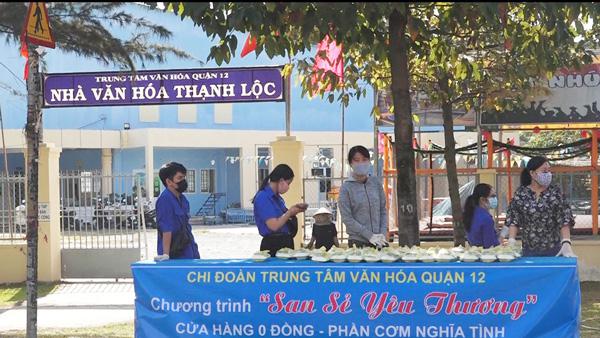 TRUNG TÂM VĂN HÓA QUẬN 12
NHÀ VĂN HÓA THẠNH LỘC
10
CHI ĐOÀN TRUNG TÂM VĂN HÓA QUẬN 12
Chương trình "San Sẻ Yêu Thương"
CỬA HÀNG 0 ĐỒNG - PHẦN CƠM NGHĨA TÌNH